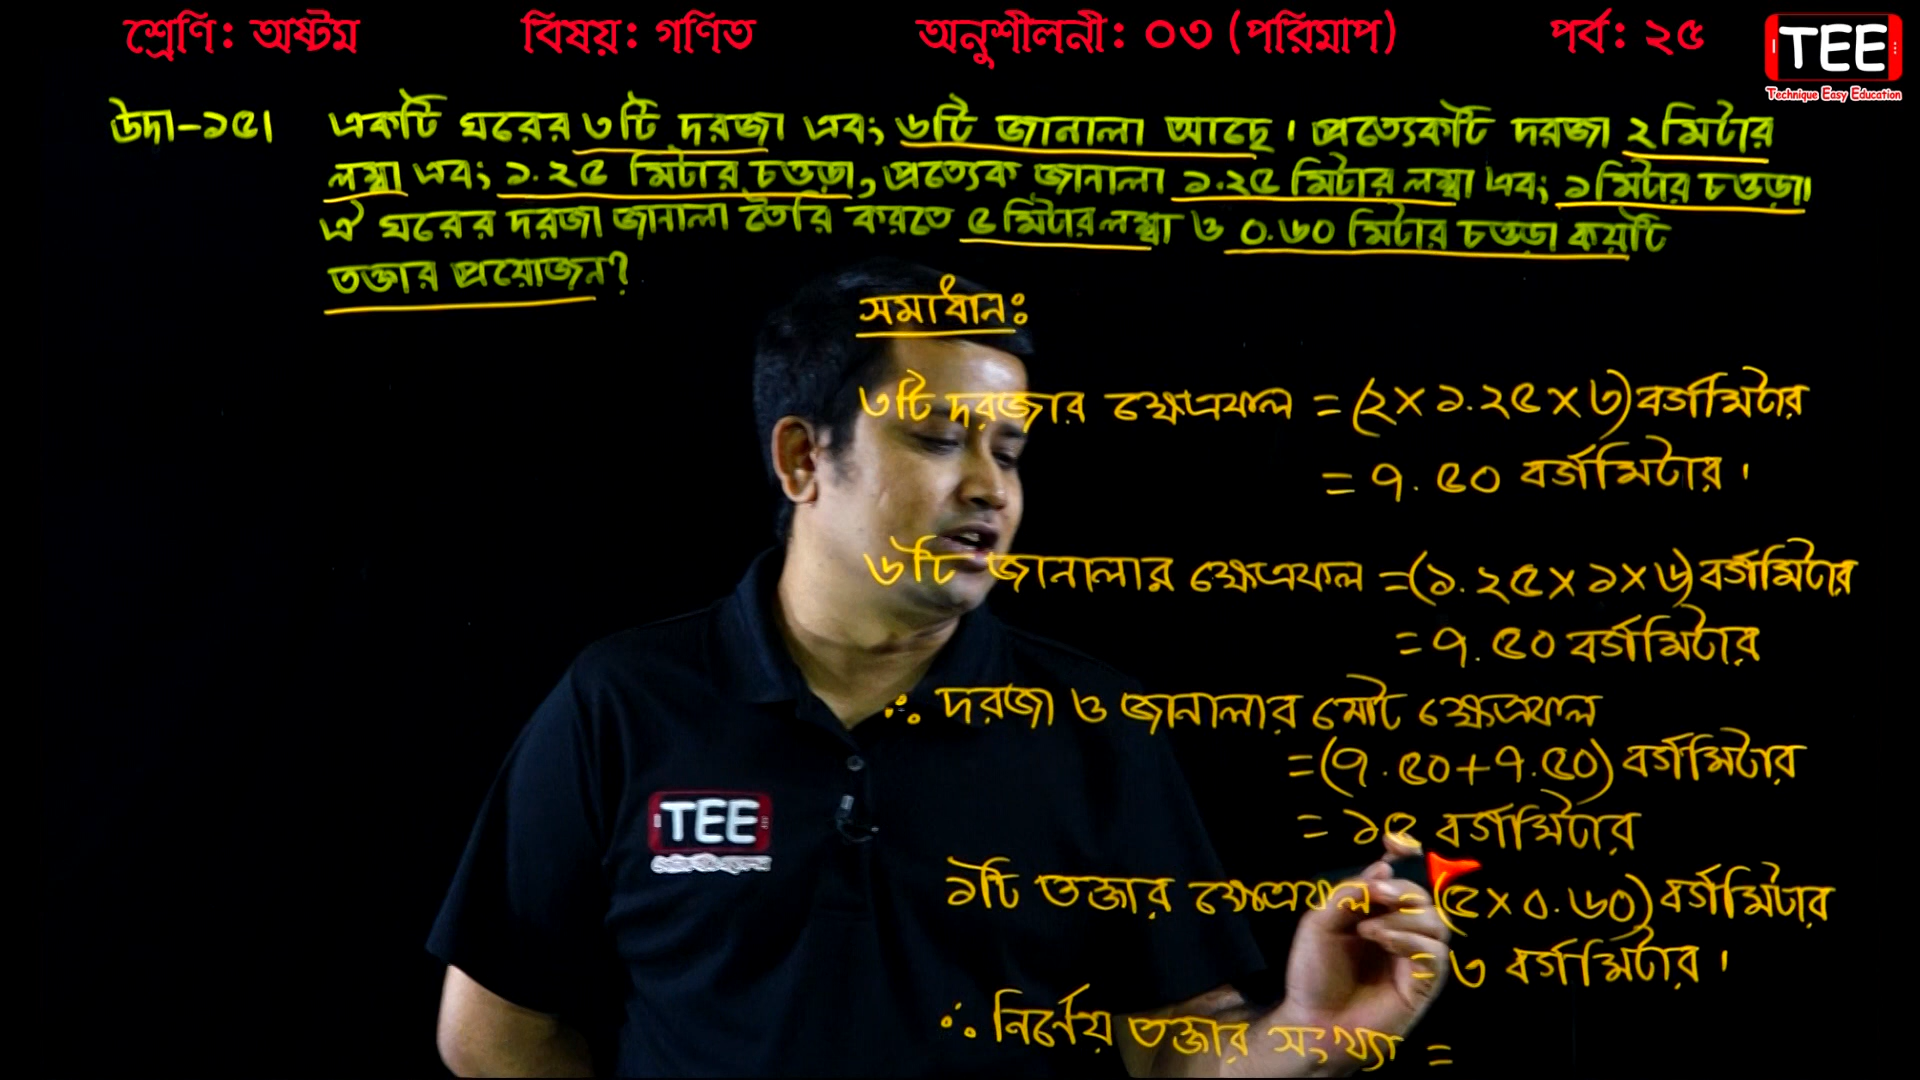 শ্রেণি: অষ্টম বিষয়: গণিত অনুশীলনী: ০৩ (পরিমাপ) পর্ব: ২৫
TEE
Technique Easy Education
উদা-১৫। একটি ঘরের ৩টি দরজা এবং ৬টি জানালা আছে। প্রত্যেকটি দরজা ২ মিটার
লম্বা এবং ১.২৫ মিটার চওড়া, প্রত্যেক জানালা ১.২৫ মিটার লম্বা এবং ১ মিটার চওড়া।
ঐ ঘরের দরজা জানালা তৈরি করতে ৫ মিটার লম্বা ও ০.৬০ মিটার চওড়া কয়টি
তক্তার প্রয়োজন?
সমাধান:
৩টি দরজার ক্ষেত্রফল = (২ × ১.২৫ × ৩) বর্গমিটার
= ৭.৫০ বর্গমিটার।
৬টি জানালার ক্ষেত্রফল = (১.২৫ × ১ × ৬) বর্গমিটার
= ৭.৫০ বর্গমিটার
∴ দরজা ও জানালার মোট ক্ষেত্রফল
= (৭.৫০ + ৭.৫০) বর্গমিটার
= ১৫ বর্গমিটার
১টি তক্তার ক্ষেত্রফল = (৫ × ০.৬০) বর্গমিটার
= ৩ বর্গমিটার।
∴ নির্ণেয় তক্তার সংখ্যা =
TEE